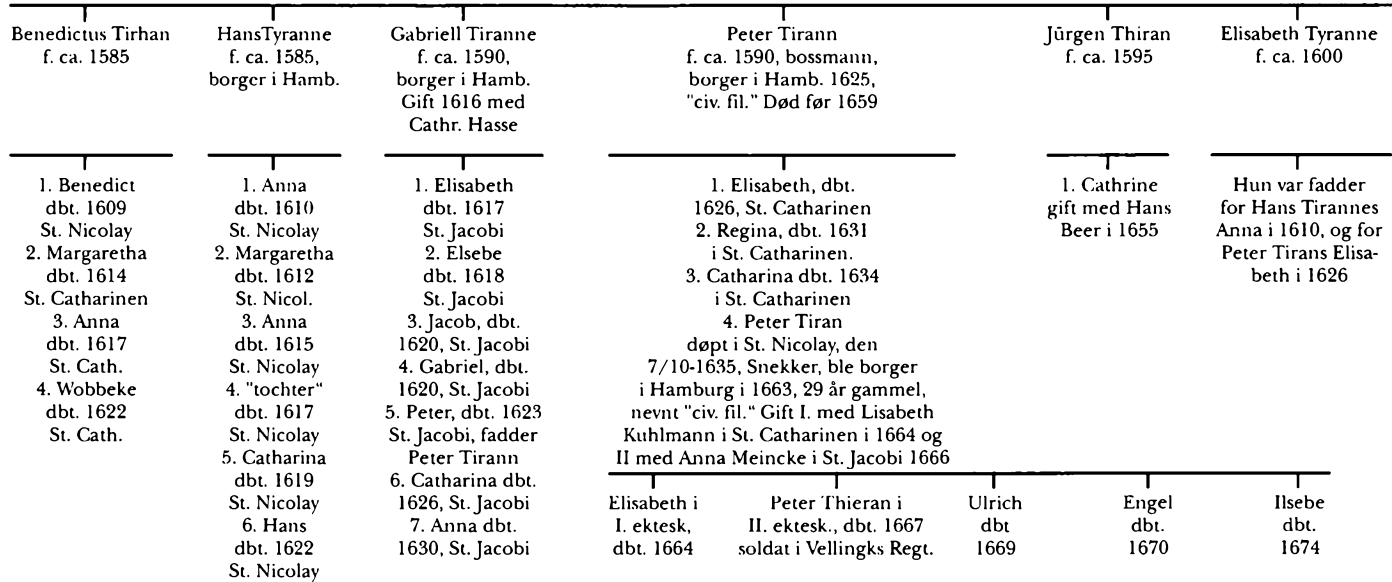 Benedictus Tirhan
f. ca. 1585
HansTyranne
f. ca. 1585,
borger i Hamb.
Gabriell Tiranne
f. ca. 1590,
borger i Hamb.
Gift 1616 med
Cathr. Hasse
Peter Tirann
f. ca. 1590, bossmann,
borger i Hamb. 1625,
"civ. fil." Død før 1659
Jürgen Thiran
f. ca. 1595
Elisabeth Tyranne
f. ca. 1600
1. Benedict
dbt. 1609
St. Nicolay
2. Margaretha
dbt. 1614
St. Catharinen
3. Anna
dbt. 1617
St. Cath.
4. Wobbeke
dbt. 1622
St. Cath.
1. Anna
dbt. 1610
St. Nicolay
2. Margaretha
dbt. 1612
St. Nicol.
3. Anna
dbt. 1615
St. Nicolay
4. "tochter"
dbt. 1617
St. Nicolay
5. Catharina
dbt. 1619
St. Nicolay
6. Hans
dbt. 1622
St. Nicolay
1. Elisabeth
dbt. 1617
St. Jacobi
2. Elsebe
dbt. 1618
St. Jacobi
3. Jacob, dbt.
1620, St. Jacobi
4. Gabriel, dbt.
1620, St. Jacobi
5. Peter, dbt. 1623
St. Jacobi, fadder
Peter Tirann
6. Catharina dbt.
1626, St. Jacobi
7. Anna dbt.
1630, St. Jacobi
1. Elisabeth, dbt.
1626, St. Catharinen
2. Regina, dbt. 1631
i St. Catharinen.
3. Catharina dbt. 1634
i St. Catharinen
4. Peter Tiran
døpt i St. Nicolay, den
7/10-1635, Snekker, ble borger
i Hamburg i 1663, 29 år gammel,
nevnt "civ. fil." Gift I. med Lisabeth
Kuhlmann i St. Catharinen i 1664 og
II med Anna Meincke i St. Jacobi 1666
1. Cathrine
gift med Hans
Beer i 1655
Hun var fadder
for Hans Tirannes
Anna i 1610, og for
Peter Tirans Elisa-
beth i 1626
Elisabeth i
I. ektesk,
dbt. 1664
Peter Thieran i
II. ektesk., dbt. 1667
soldat i Vellingks Regt.
Ulrich
dbt
1669
Engel
dbt.
1670
Ilsebe
dbt.
1674